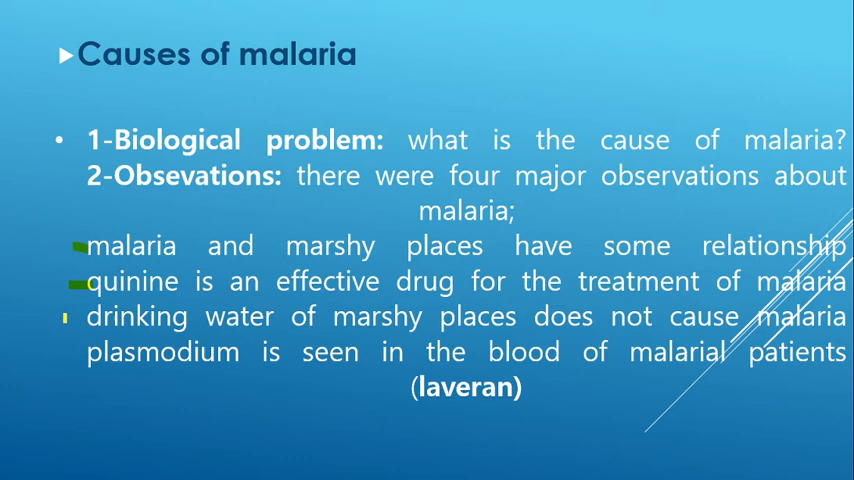 Causes of malaria
• 1-Biological problem: what is the cause of malaria?
2-Obsevations: there were four major observations about
malaria;
malaria and marshy places have some relationship
quinine is an effective drug for the treatment of malaria
drinking water of marshy places does not cause malaria
plasmodium is seen in the blood of malarial patients
(laveran)